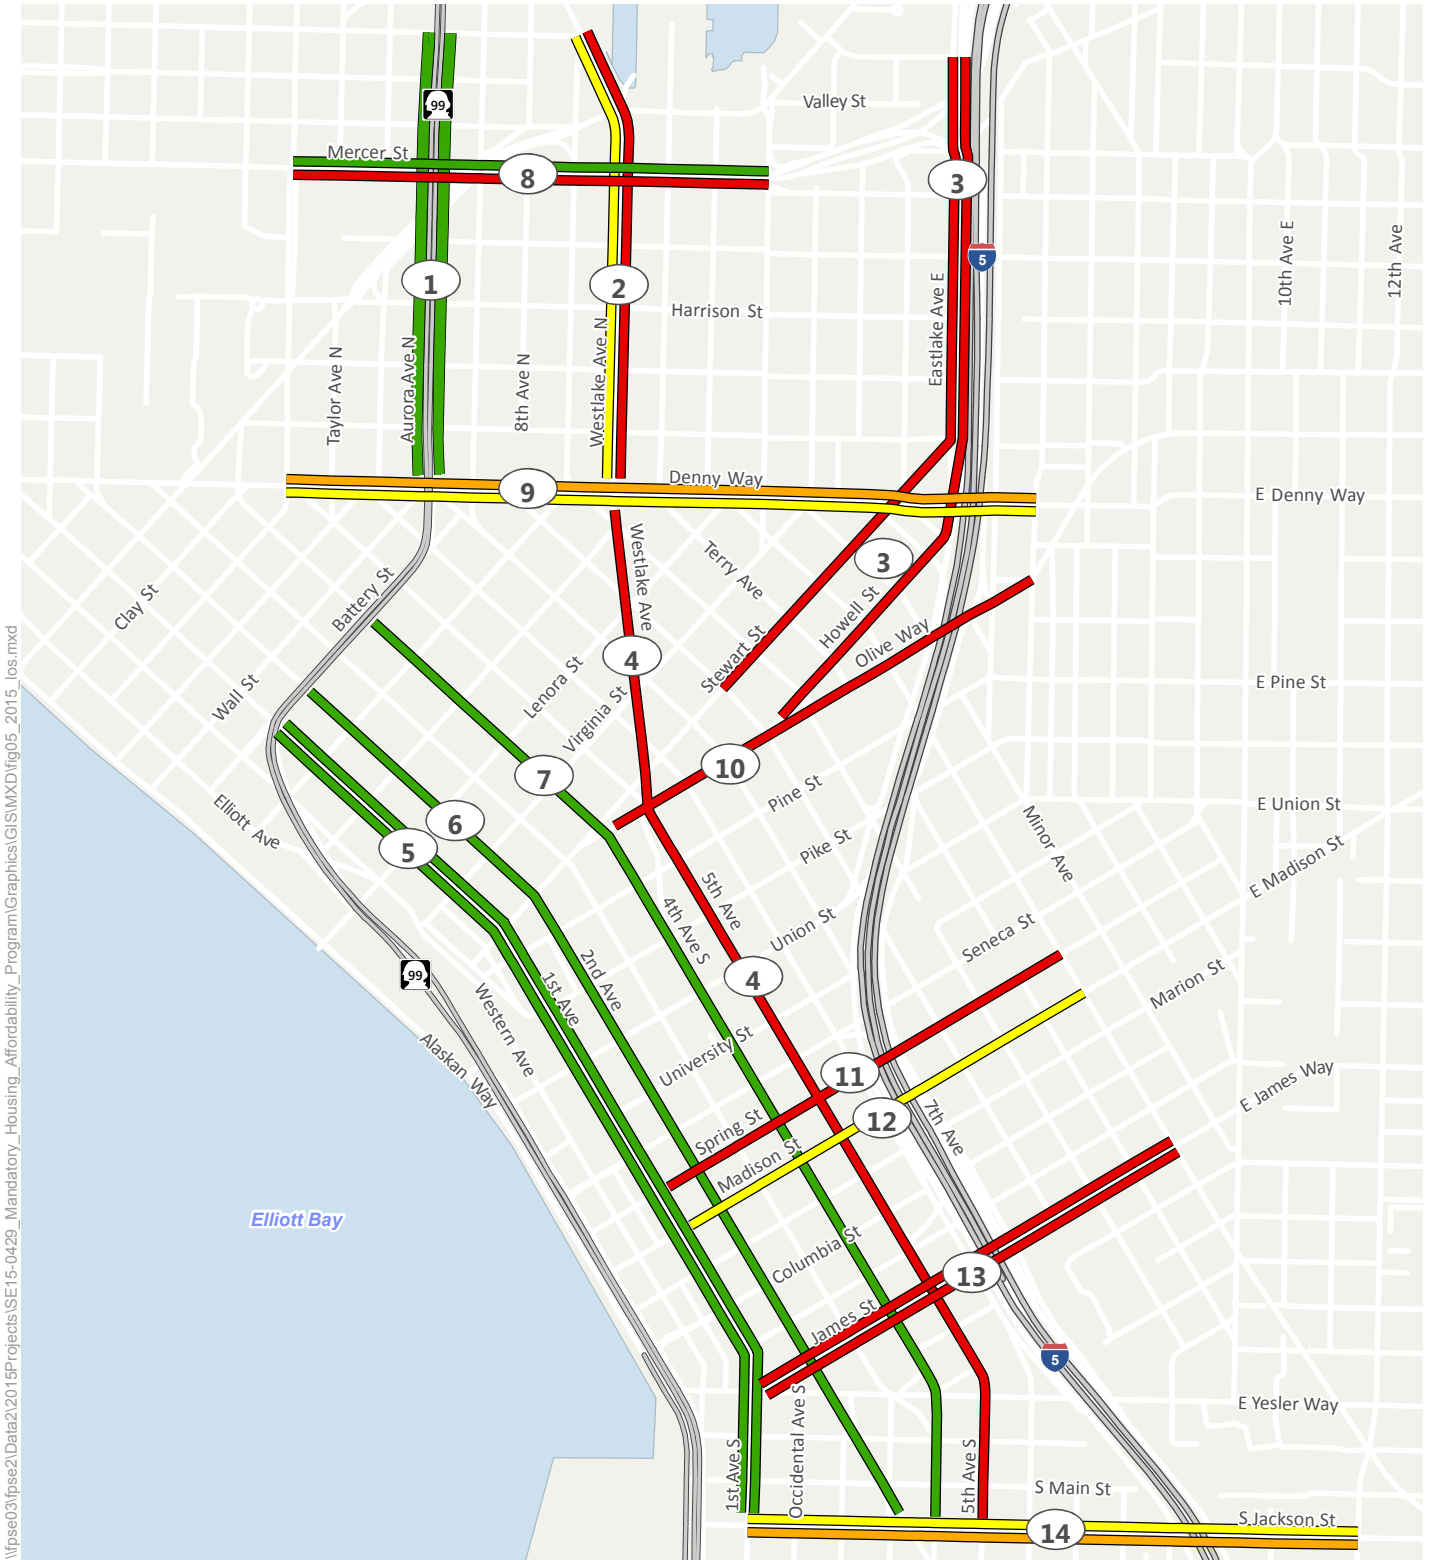 Valley St
99
Mercer St
8
3
10th Ave E
12th Ave
5
1
2
Harrison St
Eastlake Ave E
Taylor Ave N
Aurora Ave N
8th Ave N
Westlake Ave N
Denny Way
9
E Denny Way
Westlake Ave
Terry Ave
3
Clay St
Battery St
Howell St
Olive Way
Stewart St
4
Lenora St
Virginia St
Wall St
E Pine St
7
10
Pine St
E Union St
Elliott Ave
6
5
Pike St
Minor Ave
E Madison St
5th Ave
4th Ave S
Union St
Seneca St
2nd Ave
1st Ave
4
99
Western Ave
Marion St
Alaskan Way
University St
11
E James Way
12
7th Ave
Spring St
Madison St
Elliott Bay
Columbia St
13
James St
5
E Yesler Way
Occidental Ave S
1st Ave S
5th Ave S
S Main St
S Jackson St
14
\\fpse03\fpse2\Data2\2015Projects\SE15-0429_Mandatory_Housing_Affordability_Program\Graphics\GIS\MXD\fig05_2015_los.mxd